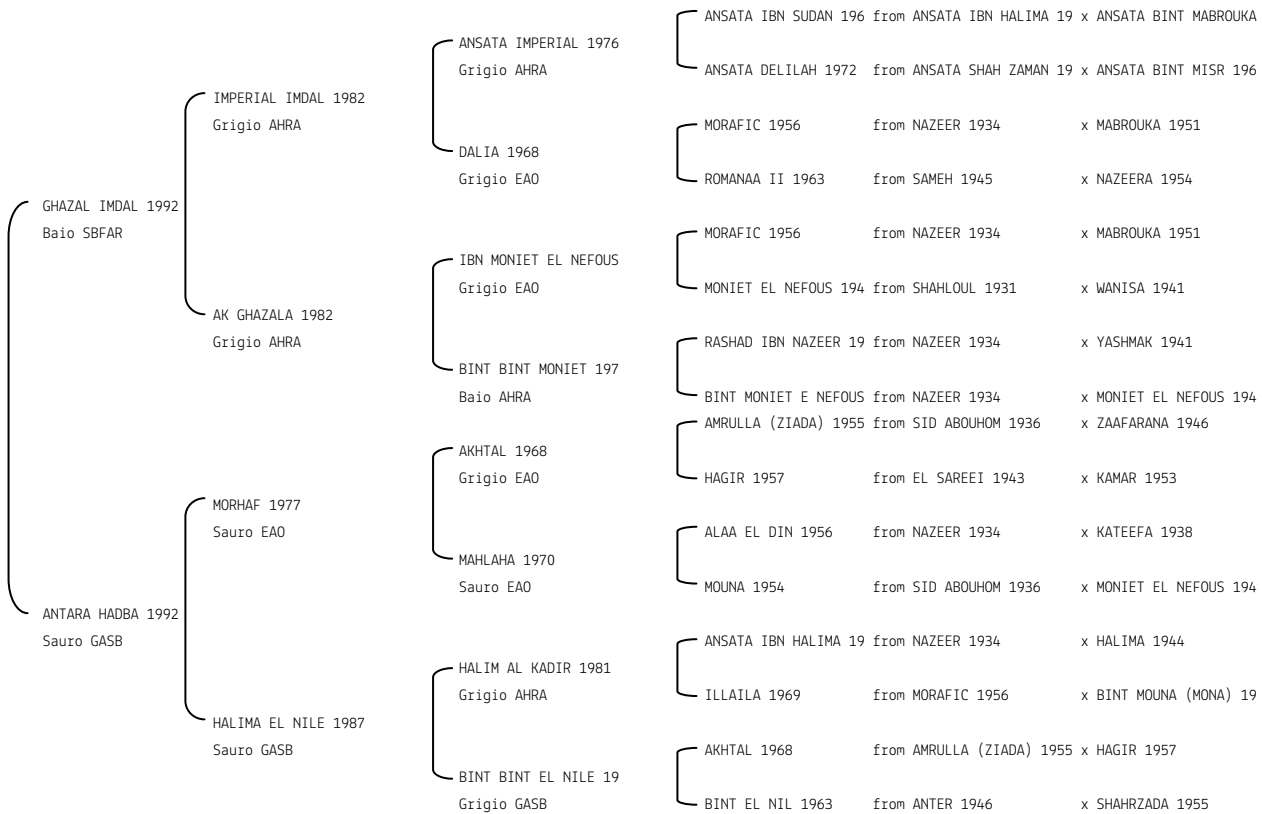 ANSATA IBN SUDAN 196 from ANSATA IBN HALIMA 19 x ANSATA BINT MABROUKA
ANSATA IMPERIAL 1976
Grigio AHRA ANSATA DELILAH 1972 from ANSATA SHAH ZAMAN 19 x ANSATA BINT MISR 196
IMPERIAL IMDAL 1982
Grigio AHRA MORAFIC 1956 from NAZEER 1934 x MABROUKA 1951
DALIA 1968
Grigio EAO ROMANAA II 1963 from SAMEH 1945 x NAZEERA 1954
GHAZAL IMDAL 1992
Baio SBFAR MORAFIC 1956 from NAZEER 1934 x MABROUKA 1951
IBN MONIET EL NEFOUS
Grigio EAO MONIET EL NEFOUS 194 from SHAHLOUL 1931 x WANISA 1941
AK GHAZALA 1982
Grigio AHRA RASHAD IBN NAZEER 19 from NAZEER 1934 x YASHMAK 1941
BINT BINT MONIET 197
Baio AHRA BINT MONIET E NEFOUS from NAZEER 1934 x MONIET EL NEFOUS 194
AMRULLA (ZIADA) 1955 from SID ABOUHOM 1936 x ZAAFARANA 1946
AKHTAL 1968
Grigio EAO HAGIR 1957 from EL SAREEI 1943 x KAMAR 1953
MORHAF 1977
Sauro EAO ALAA EL DIN 1956 from NAZEER 1934 x KATEEFA 1938
MAHLAHA 1970
Sauro EAO MOUNA 1954 from SID ABOUHOM 1936 x MONIET EL NEFOUS 194
ANTARA HADBA 1992
Sauro GASB ANSATA IBN HALIMA 19 from NAZEER 1934 x HALIMA 1944
HALIM AL KADIR 1981
Grigio AHRA ILLAILA 1969 from MORAFIC 1956 x BINT MOUNA (MONA) 19
HALIMA EL NILE 1987
Sauro GASB AKHTAL 1968 from AMRULLA (ZIADA) 1955 x HAGIR 1957
BINT BINT EL NILE 19
Grigio GASB BINT EL NIL 1963 from ANTER 1946 x SHAHRZADA 1955